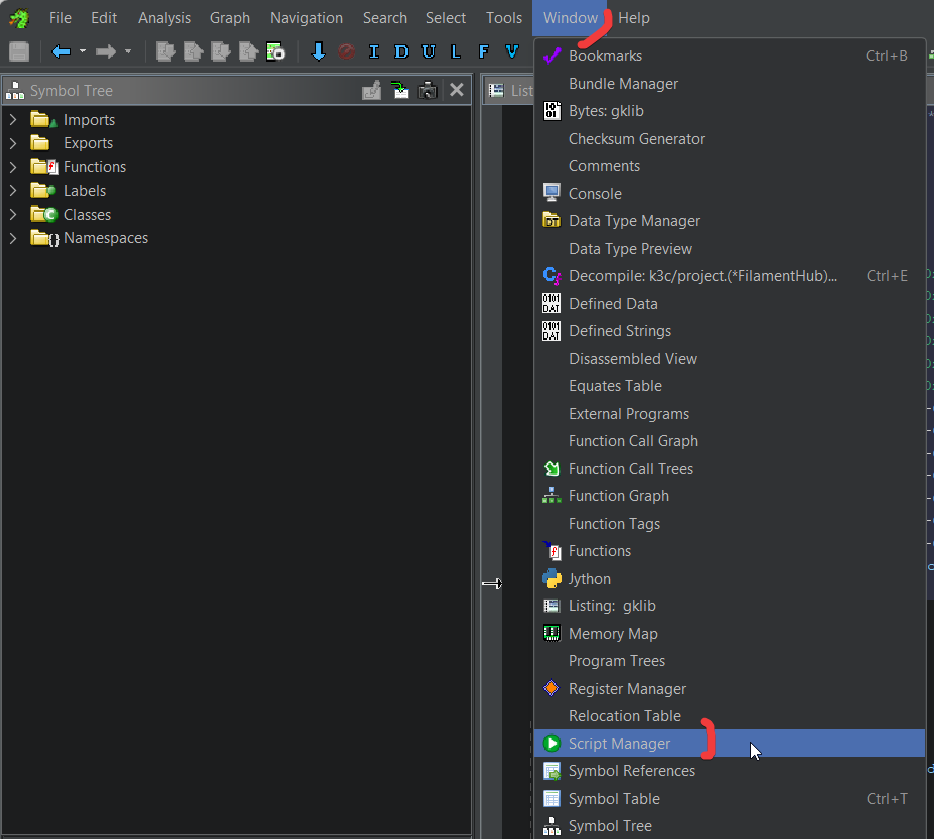 File Edit Analysis Graph Navigation Search Select Tools Window Help
I D U L F V
Symbol Tree
List
Imports
Exports
Functions
Labels
Classes
Namespaces
Bookmarks Ctrl+B
Bundle Manager
Bytes: gklib
Checksum Generator
Comments
Console
Data Type Manager
Data Type Preview
Decompile: k3c/project.(*FilamentHub)... Ctrl+E
Defined Data
Defined Strings
Disassembled View
Equates Table
External Programs
Function Call Graph
Function Call Trees
Function Graph
Function Tags
Functions
Jython
Listing: gklib
Memory Map
Program Trees
Register Manager
Relocation Table
Script Manager
Symbol References
Symbol Table Ctrl+T
Symbol Tree